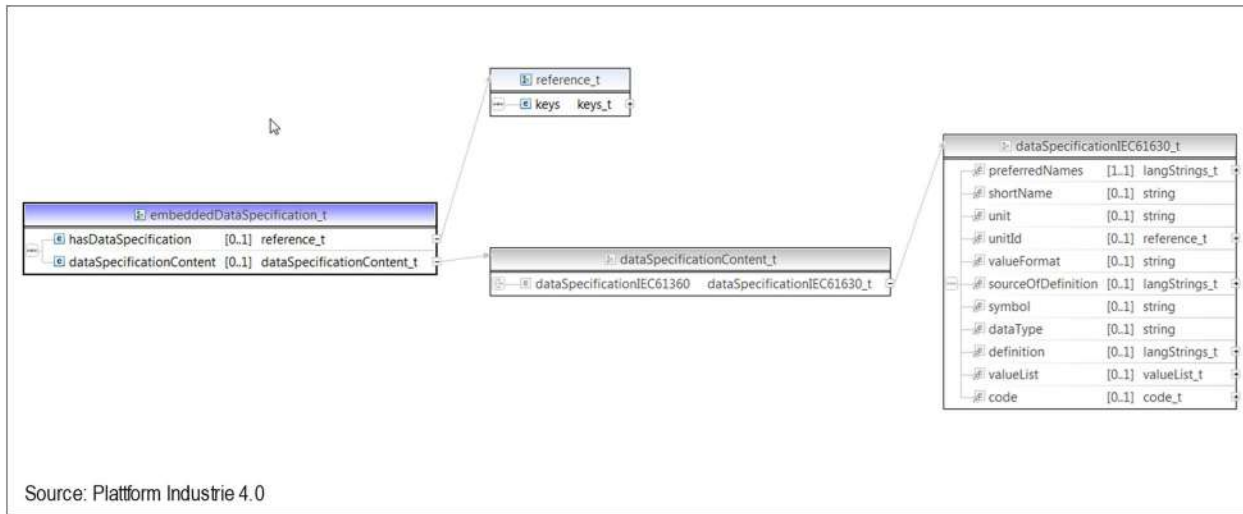 reference_t
keys keys_t
dataSpecificationIEC61630_t
preferredNames [1..1] langStrings_t
shortName [0..1] string
unit [0..1] string
unitId [0..1] reference_t
valueFormat [0..1] string
sourceOfDefinition [0..1] langStrings_t
symbol [0..1] string
dataType [0..1] string
definition [0..1] langStrings_t
valueList [0..1] valueList_t
code [0..1] code_t
embeddedDataSpecification_t
hasDataSpecification [0..1] reference_t
dataSpecificationContent [0..1] dataSpecificationContent_t
dataSpecificationContent_t
dataSpecificationIEC61360 dataSpecificationIEC61630_t
Source: Plattform Industrie 4.0